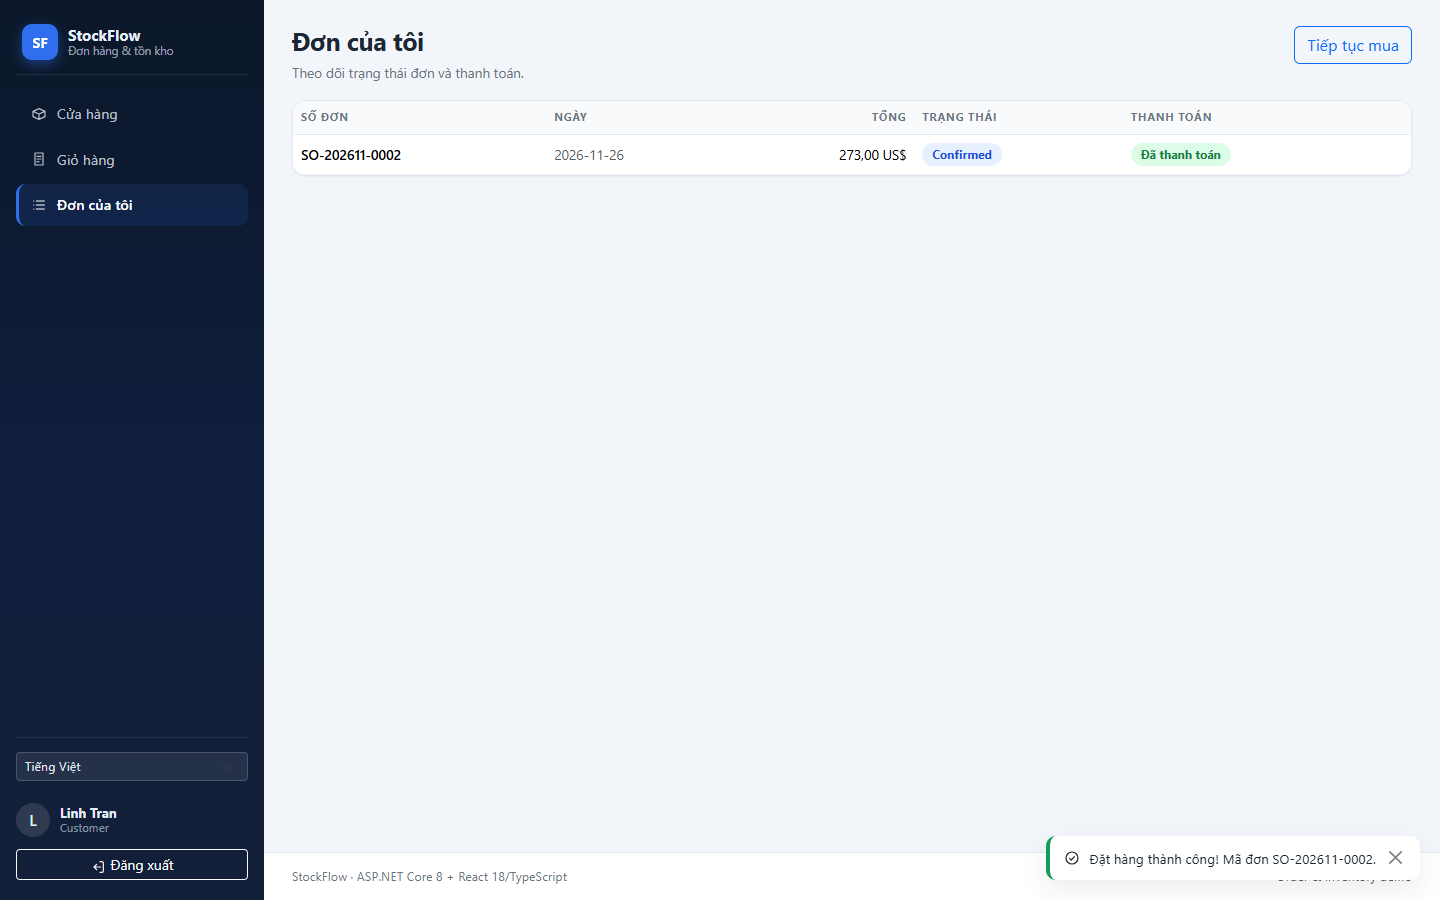 SF
StockFlow
Đơn hàng & tồn kho
Cửa hàng
Giỏ hàng
Đơn của tôi
Tiếng Việt
L
Linh Tran
Customer
Đăng xuất
Đơn của tôi
Theo dõi trạng thái đơn và thanh toán.
Tiếp tục mua
SỐ ĐƠN NGÀY TỔNG TRẠNG THÁI THANH TOÁN
SO-202611-0002 2026-11-26 273,00 US$ Confirmed Đã thanh toán
Đặt hàng thành công! Mã đơn SO-202611-0002.
StockFlow · ASP.NET Core 8 + React 18/TypeScript